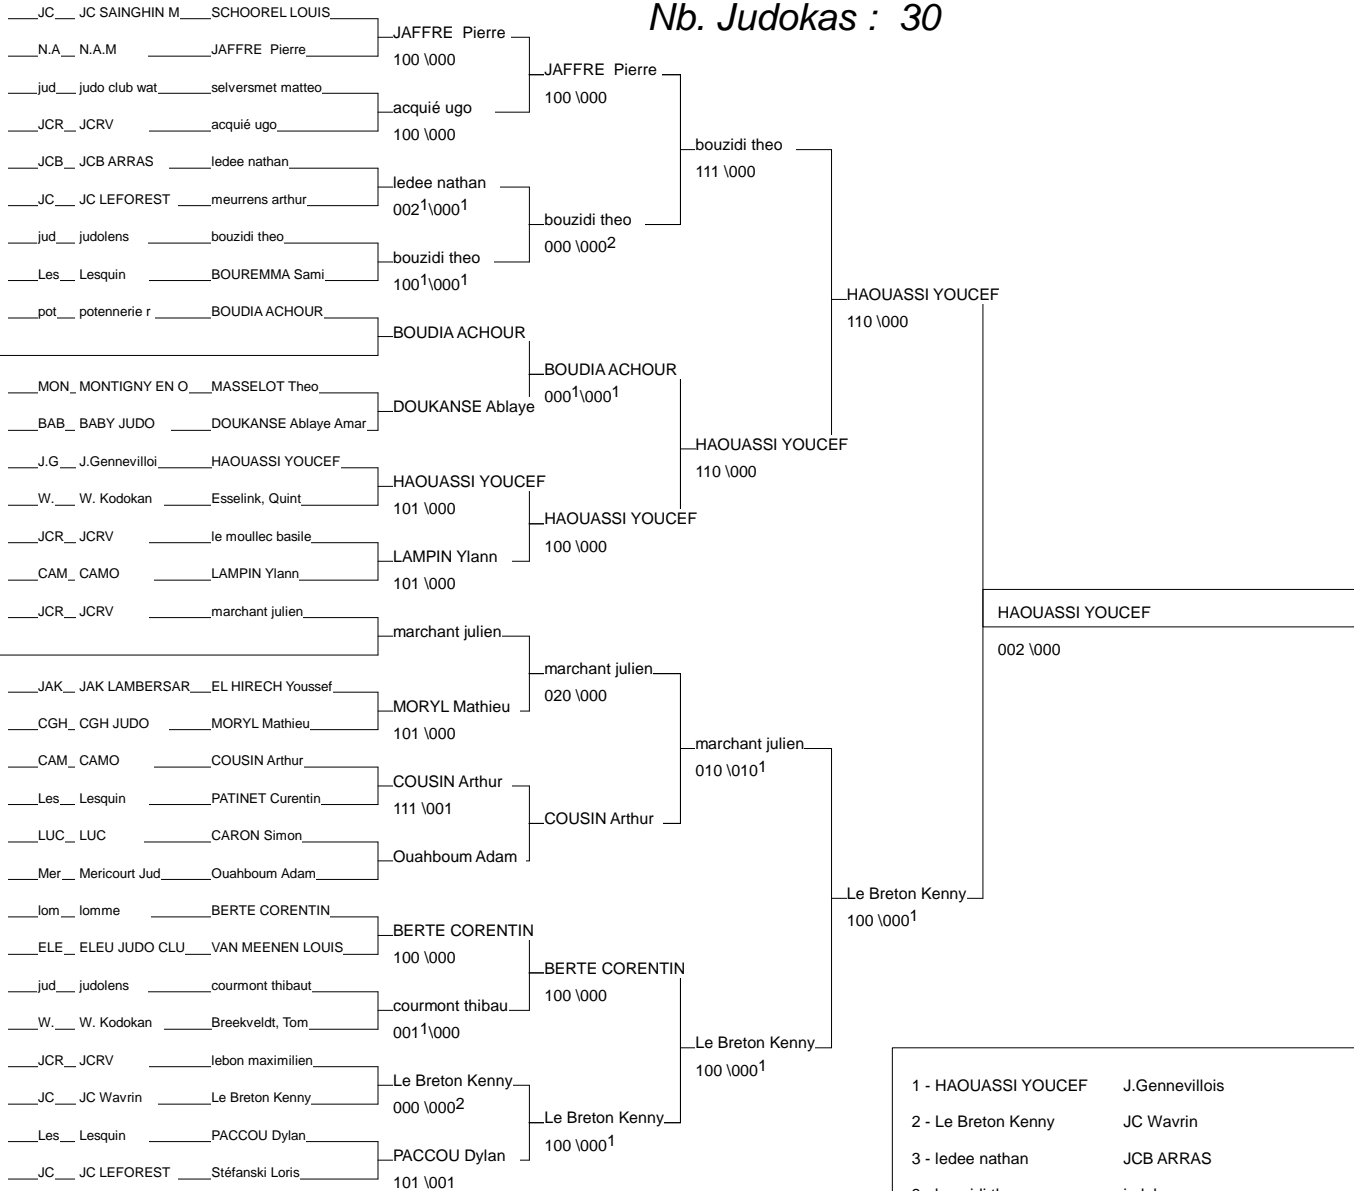 Nb. Judokas : 30
JC JC SAINGHIN M SCHOOREL LOUIS
N.A N.A.M JAFFRE Pierre
jud judo club wat selversmet matteo
JCR JCRV acquié ugo
JCB JCB ARRAS ledee nathan
JC JC LEFOREST meurrens arthur
jud judolens bouzidi theo
Les Lesquin BOUREMMA Sami
pot potennerie r BOUDIA ACHOUR
MON MONTIGNY EN O MASSELOT Theo
BAB BABY JUDO DOUKANSE Ablaye Amar
J.G J.Gennevilloi HAOUASSI YOUCEF
W. W. Kodokan Esselink, Quint
JCR JCRV le moullec basile
CAM CAMO LAMPIN Ylann
JCR JCRV marchant julien
JAK JAK LAMBERSAR EL HIRECH Youssef
CGH CGH JUDO MORYL Mathieu
CAM CAMO COUSIN Arthur
Les Lesquin PATINET Curentin
LUC LUC CARON Simon
Mer Mericourt Jud Ouahboum Adam
lom lomme BERTE CORENTIN
ELE ELEU JUDO CLU VAN MEENEN LOUIS
jud judolens courmont thibaut
W. W. Kodokan Breekveldt, Tom
JCR JCRV lebon maximilien
JC JC Wavrin Le Breton Kenny
Les Lesquin PACCOU Dylan
JC JC LEFOREST Stéfanski Loris
JAFFRE Pierre
100 \000
acquié ugo
100 \000
ledee nathan
002¹\000¹
bouzidi theo
100¹\000¹
BOUDIA ACHOUR
DOUKANSE Ablaye
HAOUASSI YOUCEF
101 \000
LAMPIN Ylann
101 \000
marchant julien
MORYL Mathieu
101 \000
COUSIN Arthur
111 \001
Ouahboum Adam
BERTE CORENTIN
100 \000
courmont thibau
001¹\000
Le Breton Kenny
000 \000²
PACCOU Dylan
101 \001
JAFFRE Pierre
100 \000
bouzidi theo
000 \000²
BOUDIA ACHOUR
000¹\000¹
HAOUASSI YOUCEF
100 \000
marchant julien
020 \000
COUSIN Arthur
BERTE CORENTIN
100 \000
Le Breton Kenny
100 \000¹
bouzidi theo
111 \000
HAOUASSI YOUCEF
110 \000
marchant julien
010 \010¹
Le Breton Kenny
100 \000¹
HAOUASSI YOUCEF
110 \000
Le Breton Kenny
100 \000¹
HAOUASSI YOUCEF
002 \000
1 - HAOUASSI YOUCEF J.Gennevillois
2 - Le Breton Kenny JC Wavrin
3 - ledee nathan JCB ARRAS